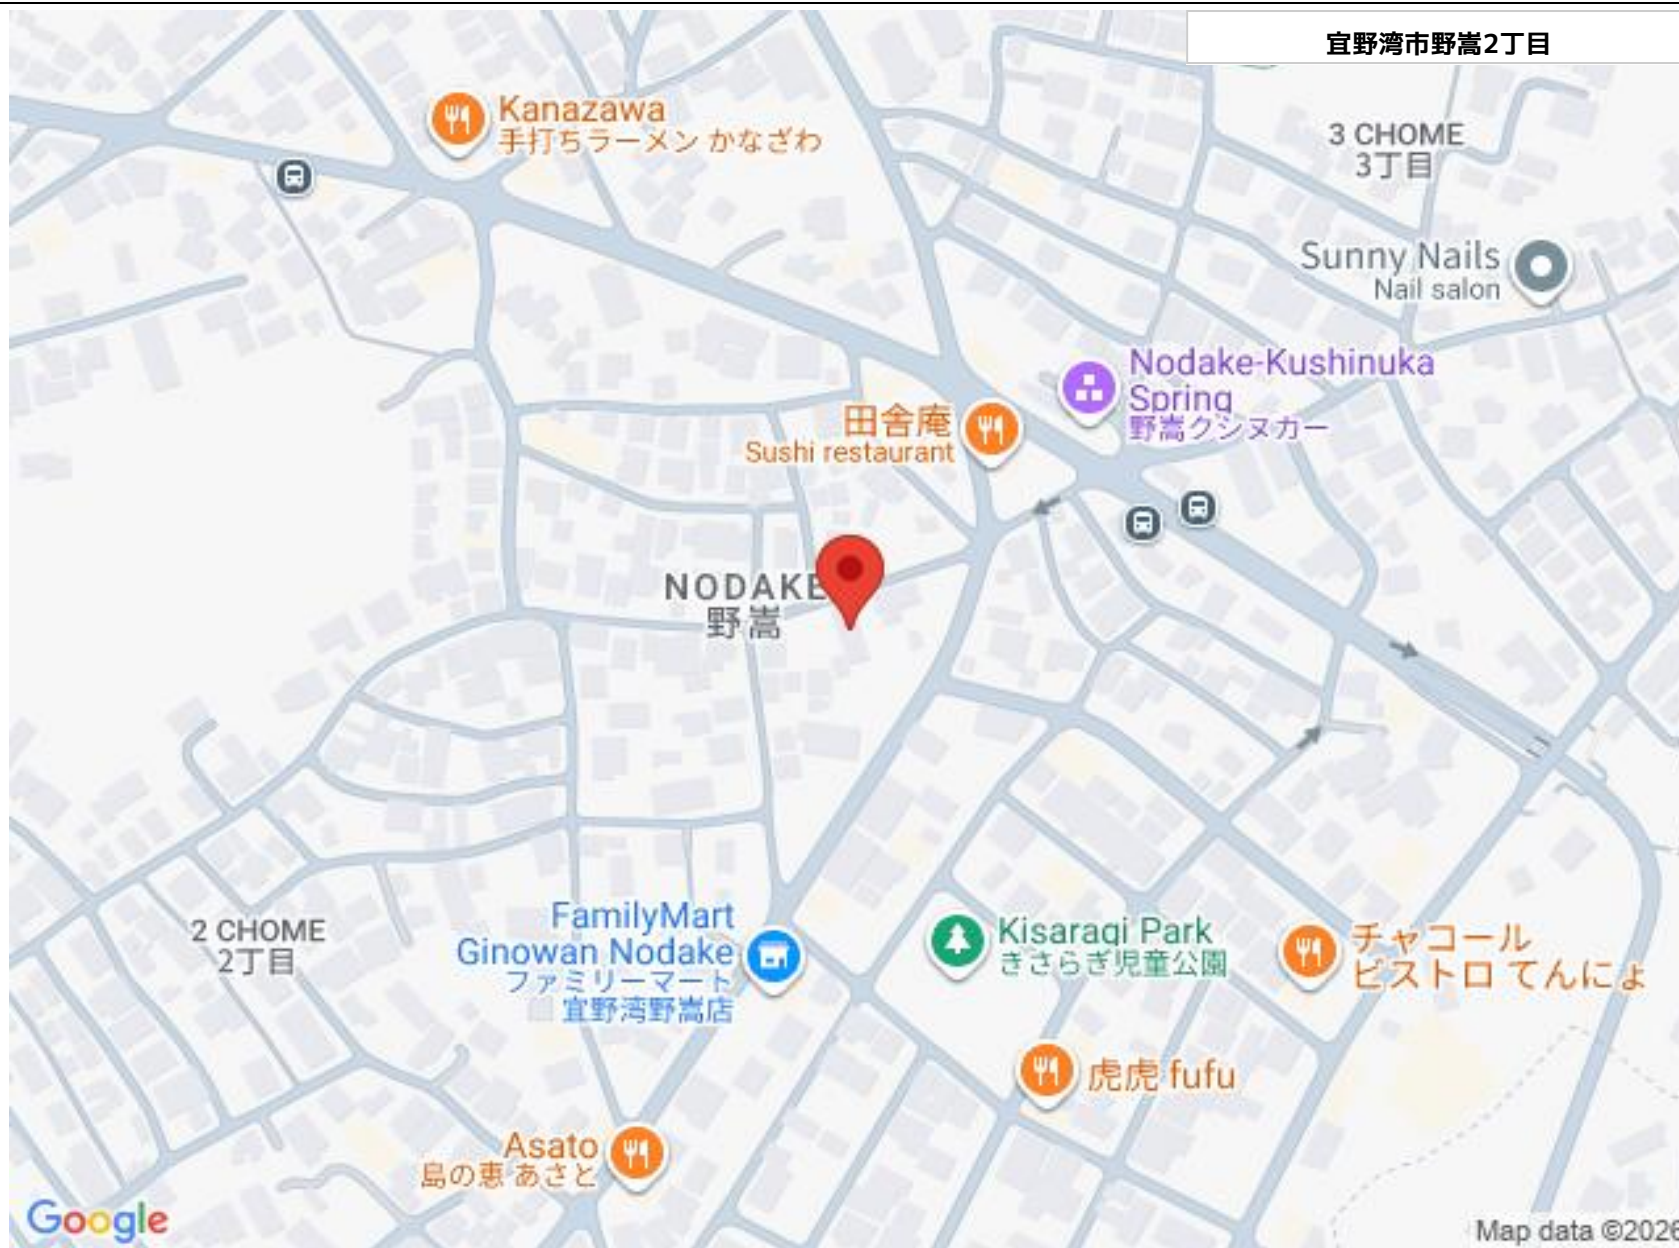 宜野湾市野嵩2丁目
Kanazawa
手打ちラーメン かなざわ
3 CHOME
3丁目
Sunny Nails
Nail salon
Nodake-Kushinuka
Spring
野嵩クシヌカー
田舎庵
Sushi restaurant
NODAKE
野嵩
2 CHOME
2丁目
FamilyMart
Ginowan Nodake
ファミリーマート
宜野湾野嵩店
Kisaragi Park
きさらぎ児童公園
チャコール
ビストロ てんにょ
虎虎 fufu
Asato
島の恵 あさと
Google
Map data ©2026